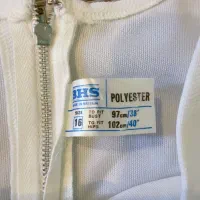 BHS POLYESTER
SIZE TO FIT BUST 97cm/38"
16 TO FIT HIPS 102cm/40"